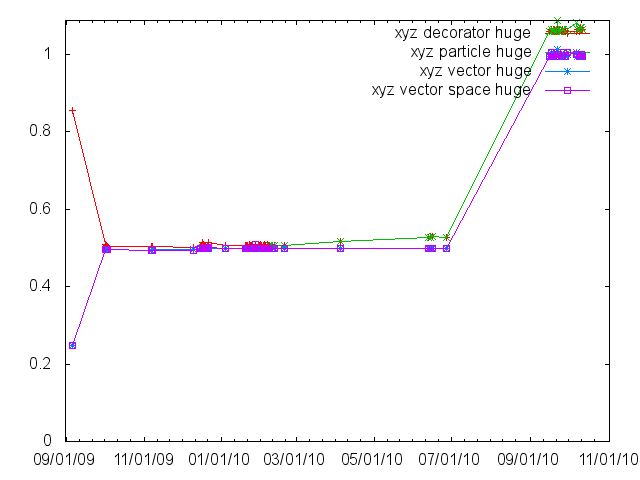 xyz decorator huge
xyz particle huge
xyz vector huge
xyz vector space huge
1
0.8
0.6
0.4
0.2
0
09/01/09 11/01/09 01/01/10 03/01/10 05/01/10 07/01/10 09/01/10 11/01/10